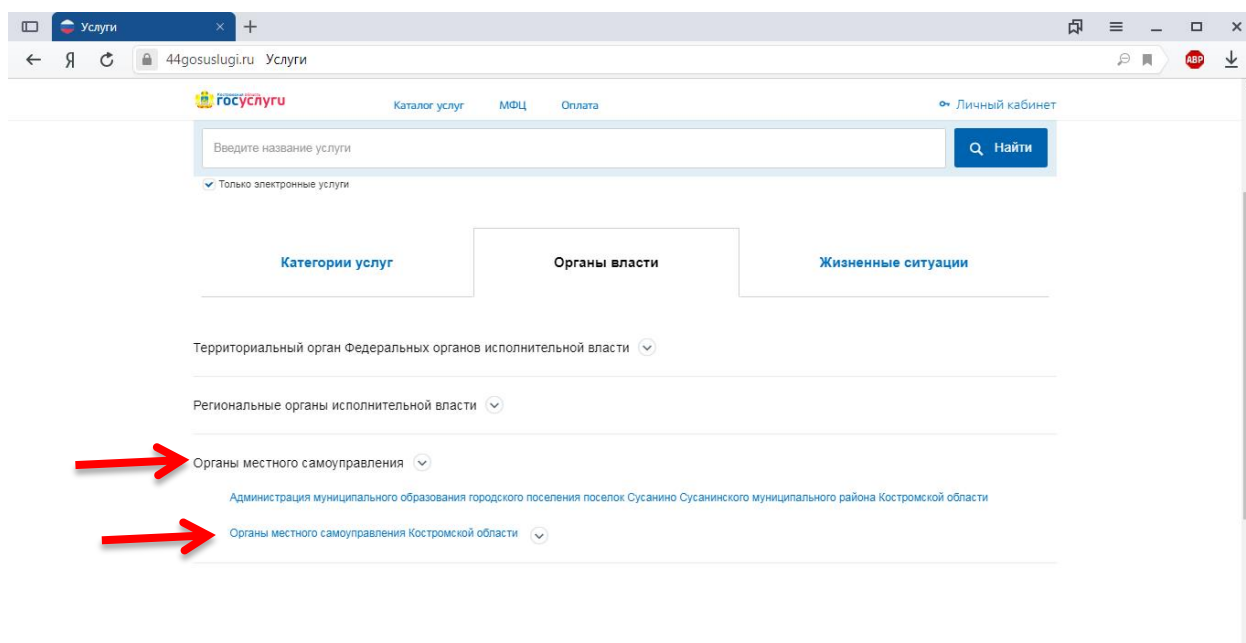 Услуги
44gosuslugi.ru Услуги
ABP
Костромская область
госуслуги
Каталог услуг
МФЦ
Оплата
Личный кабинет
Введите название услуги
Найти
Только электронные услуги
Категории услуг
Органы власти
Жизненные ситуации
Территориальный орган Федеральных органов исполнительной власти
Региональные органы исполнительной власти
Органы местного самоуправления
Администрация муниципального образования городского поселения поселок Сусанино Сусанинского муниципального района Костромской области
Органы местного самоуправления Костромской области